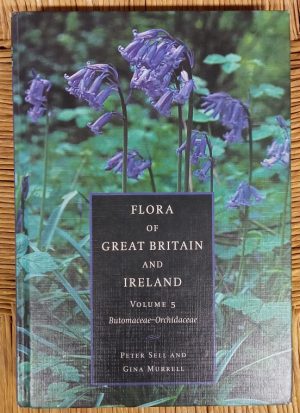 FLORA
OF
GREAT BRITAIN
AND
IRELAND
VOLUME 5
Butomaceae–Orchidaceae
PETER SELL AND
GINA MURRELL